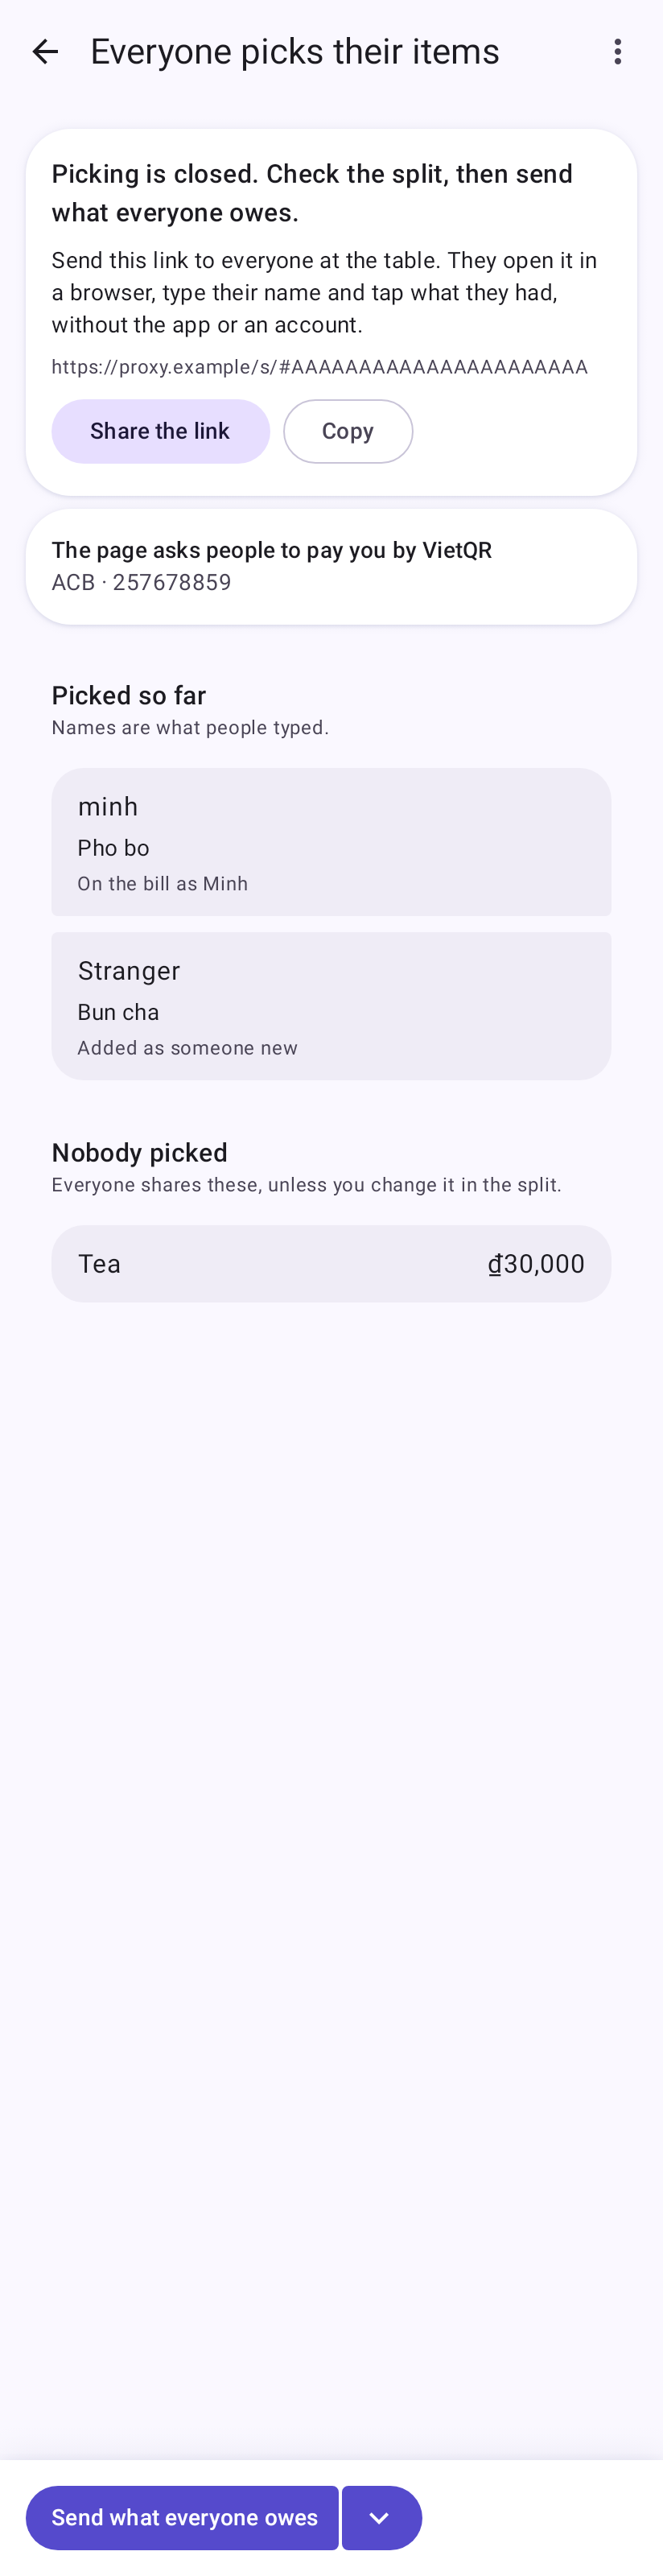 Everyone picks their items
Picking is closed. Check the split, then send
what everyone owes.
Send this link to everyone at the table. They open it in
a browser, type their name and tap what they had,
without the app or an account.
https://proxy.example/s/#AAAAAAAAAAAAAAAAAAAAAA
Share the link
Copy
The page asks people to pay you by VietQR
ACB · 257678859
Picked so far
Names are what people typed.
minh
Pho bo
On the bill as Minh
Stranger
Bun cha
Added as someone new
Nobody picked
Everyone shares these, unless you change it in the split.
Tea
₫30,000
Send what everyone owes